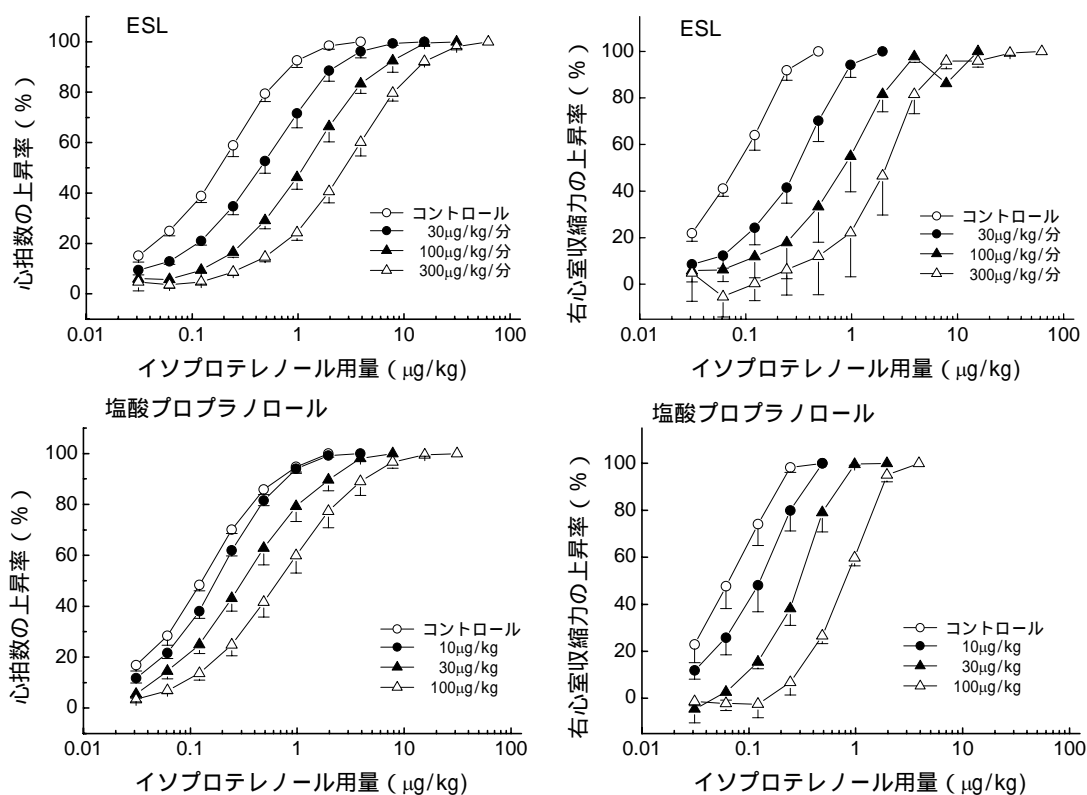 ESL
心拍数の上昇率(%)
100
80
60
40
20
0
コントロール
30μg/kg/分
100μg/kg/分
300μg/kg/分
0.01 0.1 1 10 100
イソプロテレノール用量(μg/kg)
ESL
右心室収縮力の上昇率(%)
100
80
60
40
20
0
コントロール
30μg/kg/分
100μg/kg/分
300μg/kg/分
0.01 0.1 1 10 100
イソプロテレノール用量(μg/kg)
塩酸プロプラノロール
心拍数の上昇率(%)
100
80
60
40
20
0
コントロール
10μg/kg
30μg/kg
100μg/kg
0.01 0.1 1 10 100
イソプロテレノール用量(μg/kg)
塩酸プロプラノロール
右心室収縮力の上昇率(%)
100
80
60
40
20
0
コントロール
10μg/kg
30μg/kg
100μg/kg
0.01 0.1 1 10 100
イソプロテレノール用量(μg/kg)